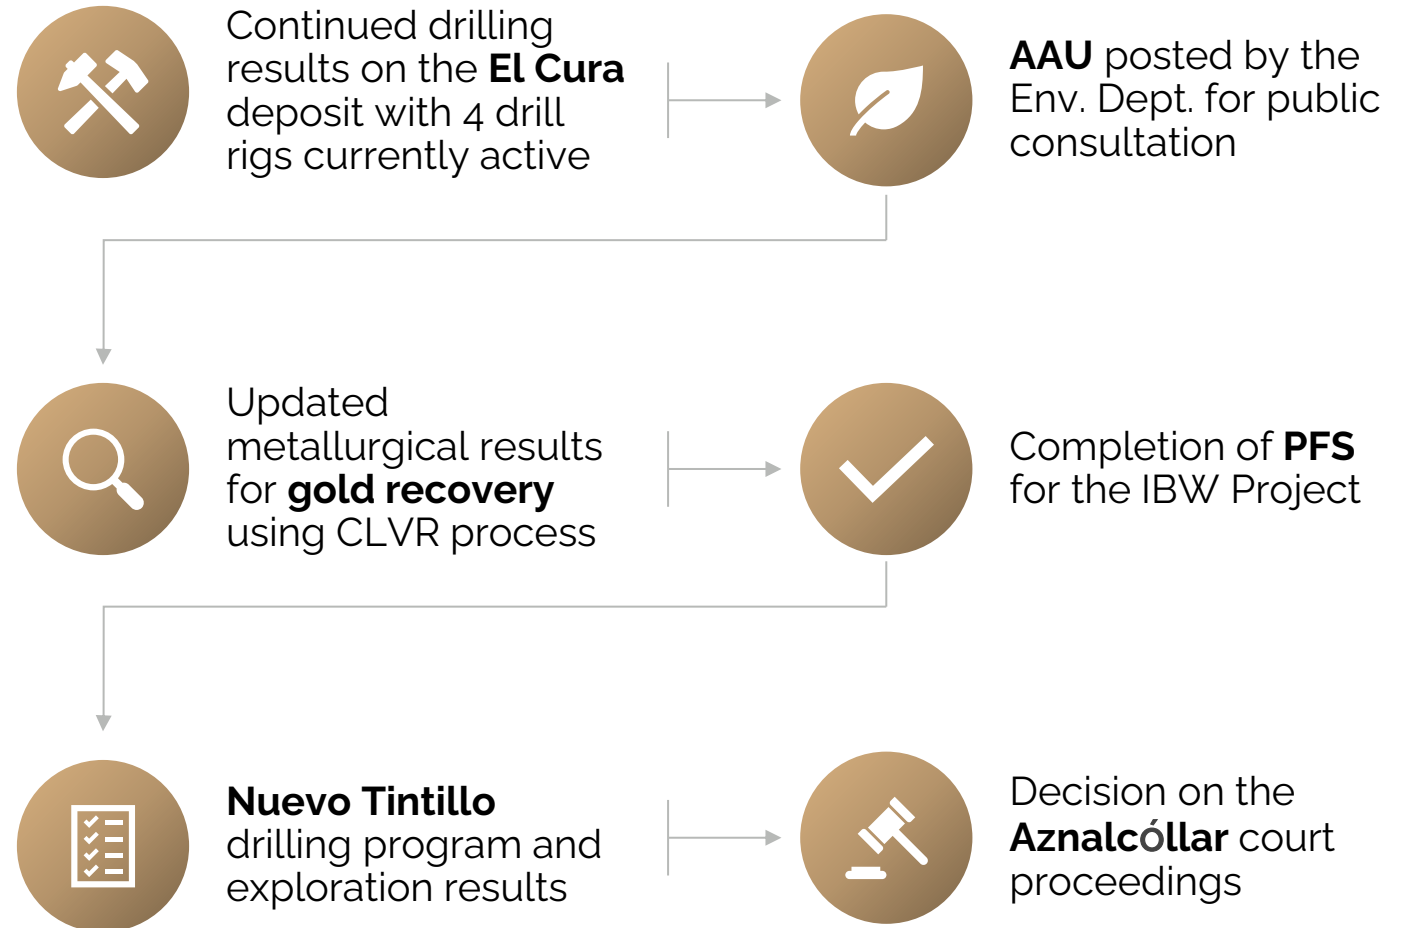 Continued drilling
results on the El Cura
deposit with 4 drill
rigs currently active
AAU posted by the
Env. Dept. for public
consultation
Updated
metallurgical results
for gold recovery
using CLVR process
Completion of PFS
for the IBW Project
Nuevo Tintillo
drilling program and
exploration results
Decision on the
Aznalcóllar court
proceedings